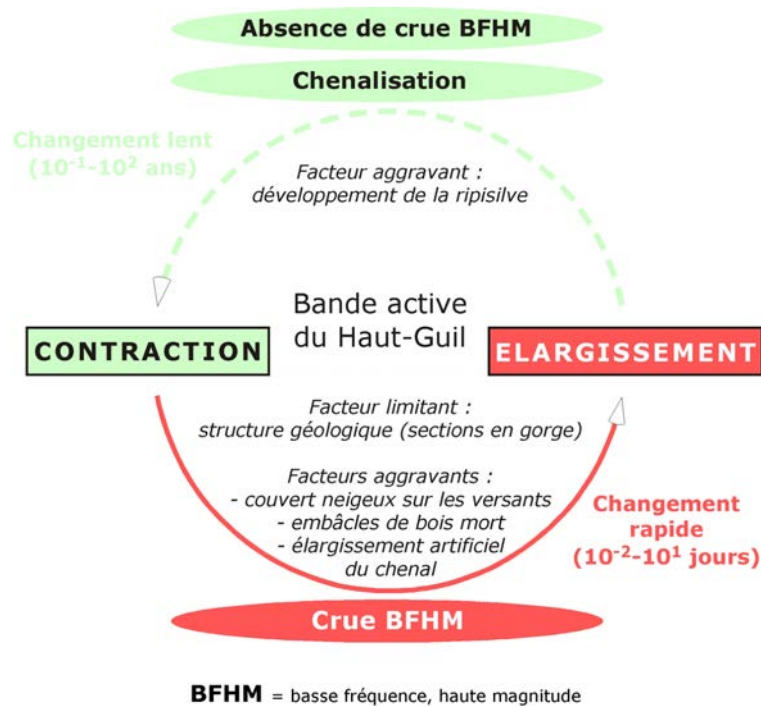 Absence de crue BFHM
Chenalisation
Changement lent
(10⁻¹-10² ans)
Facteur aggravant :
développement de la ripisilve
Bande active
du Haut-Guil
CONTRACTION
ELARGISSEMENT
Facteur limitant :
structure géologique (sections en gorge)
Facteurs aggravants :
- couvert neigeux sur les versants
- embâcles de bois mort
- élargissement artificiel
du chenal
Changement
rapide
(10⁻²-10¹ jours)
Crue BFHM
BFHM = basse fréquence, haute magnitude